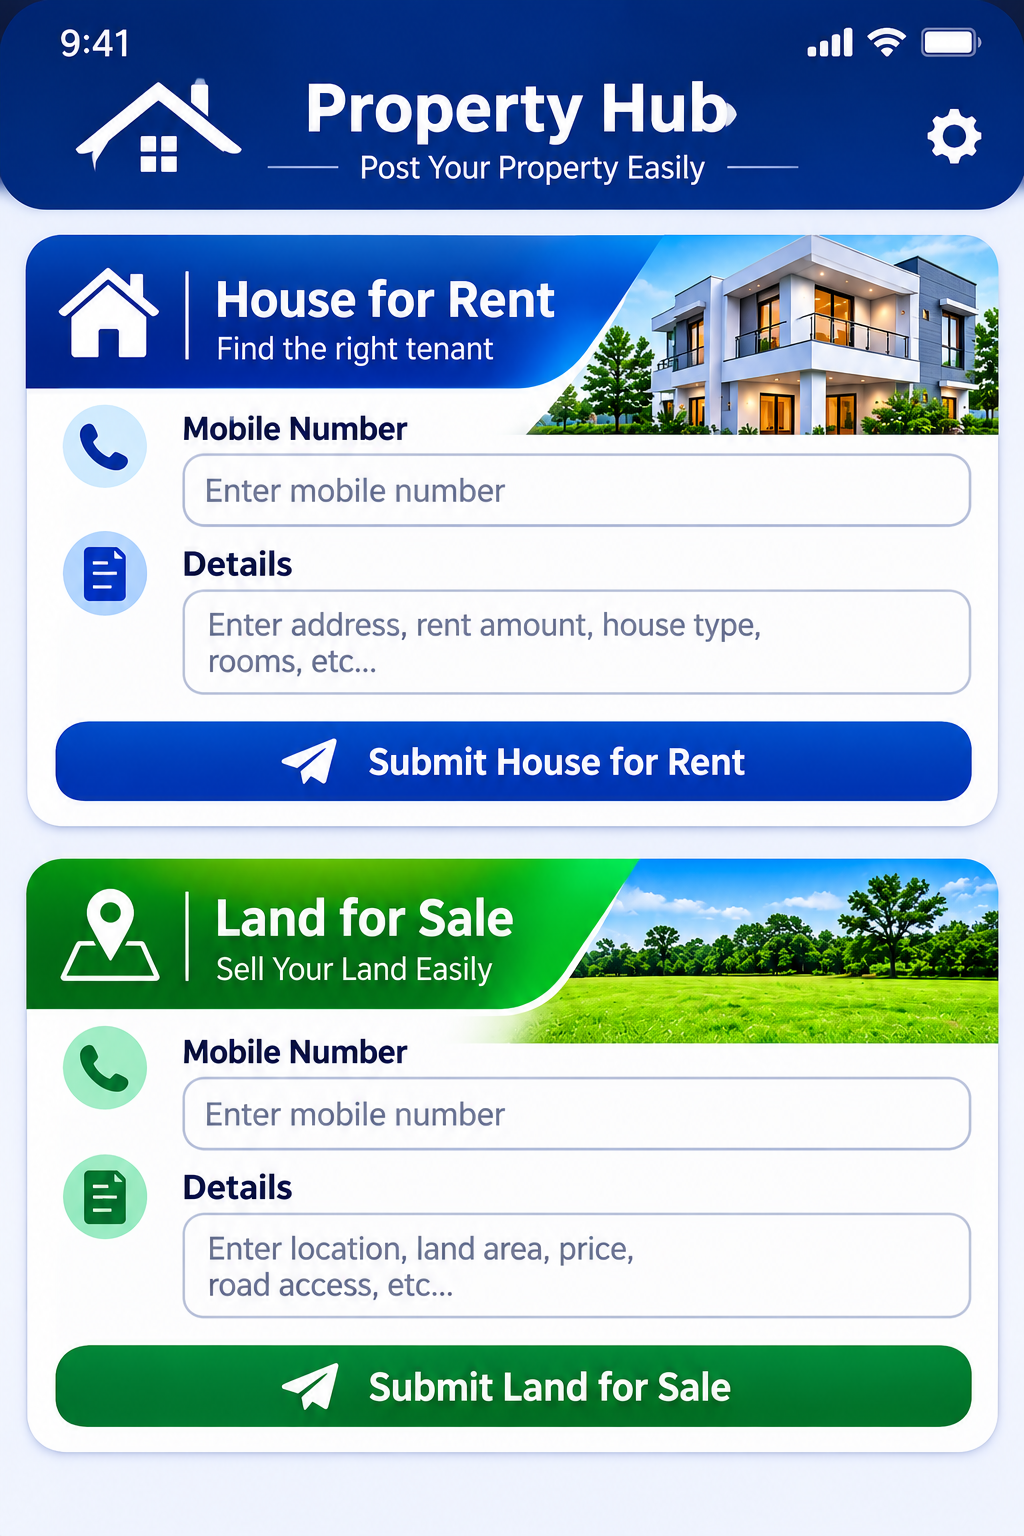 9:41
Property Hub
Post Your Property Easily
House for Rent
Find the right tenant
Mobile Number
Enter mobile number
Details
Enter address, rent amount, house type,
rooms, etc...
Submit House for Rent
Land for Sale
Sell Your Land Easily
Mobile Number
Enter mobile number
Details
Enter location, land area, price,
road access, etc...
Submit Land for Sale